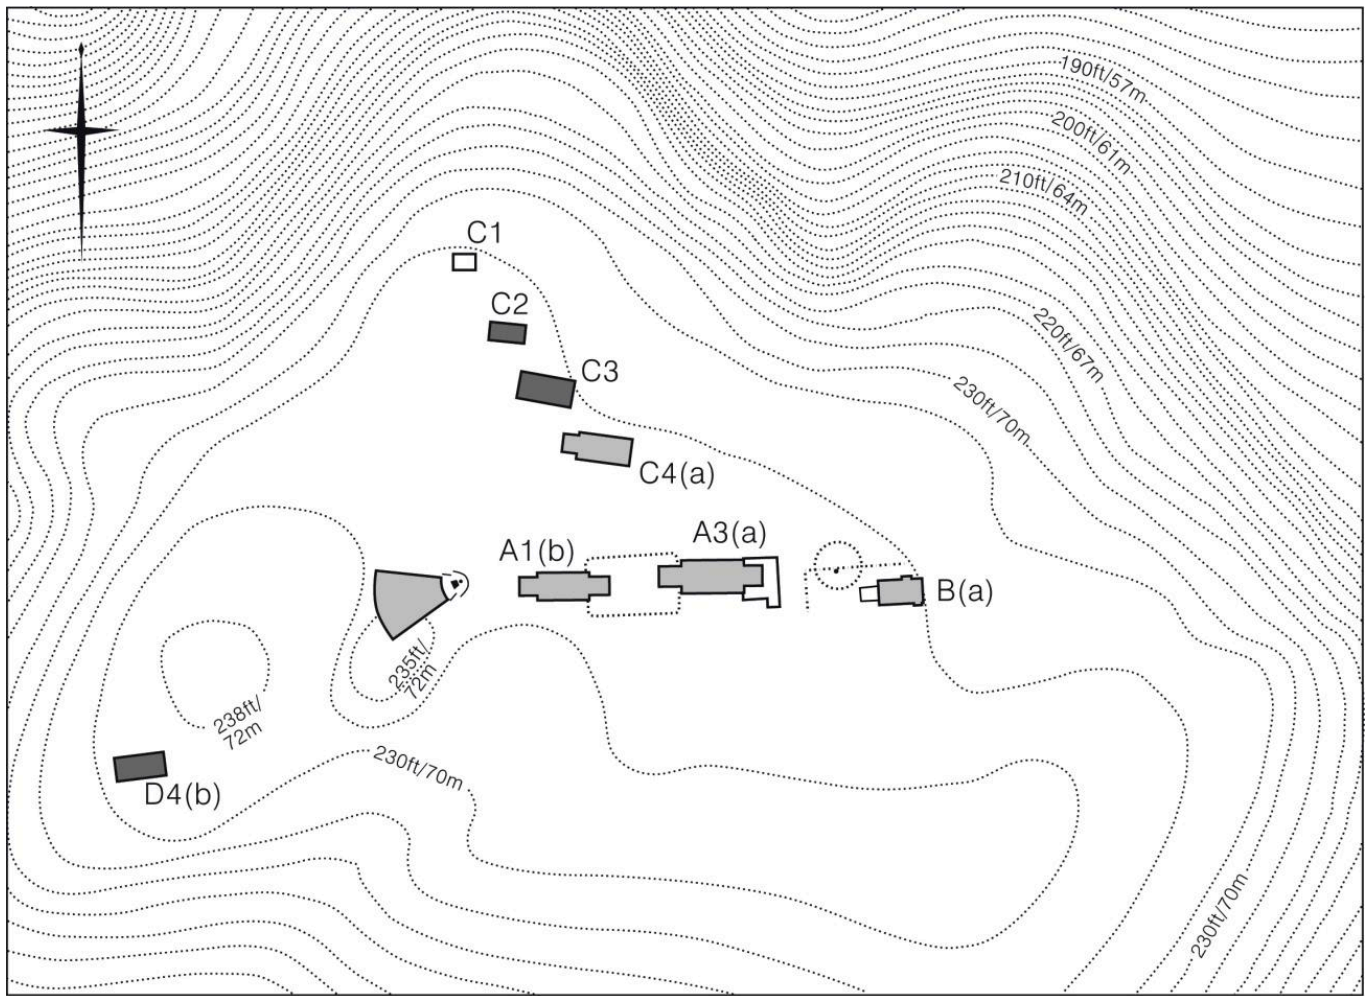 190ft/57m
200ft/61m
210ft/64m
C1
C2
220ft/67m
C3
230ft/70m
C4(a)
A3(a)
A1(b)
B(a)
235ft/
72m
238ft/
72m
230ft/70m
D4(b)
230ft/70m